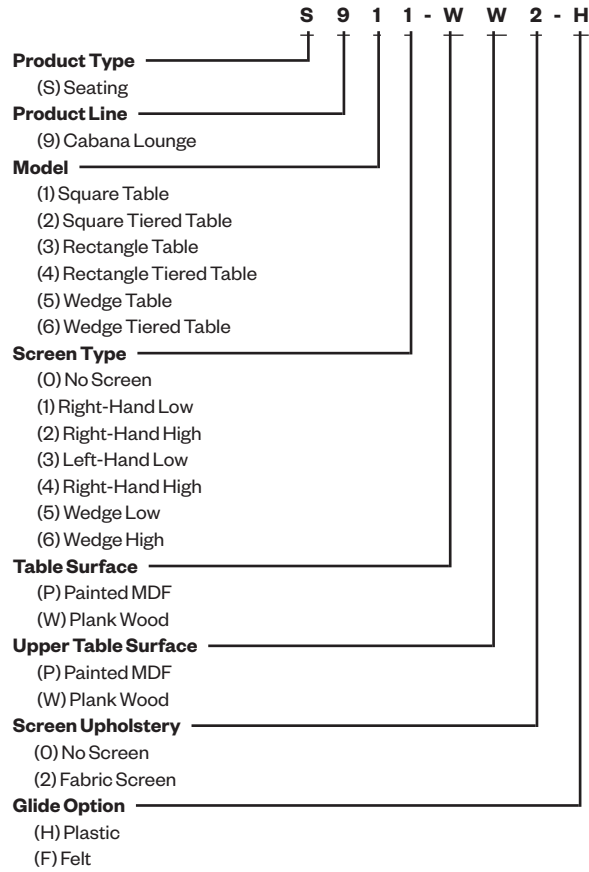 S 9 1 1 - W W 2 - H
Product Type
(S) Seating
Product Line
(9) Cabana Lounge
Model
(1) Square Table
(2) Square Tiered Table
(3) Rectangle Table
(4) Rectangle Tiered Table
(5) Wedge Table
(6) Wedge Tiered Table
Screen Type
(0) No Screen
(1) Right-Hand Low
(2) Right-Hand High
(3) Left-Hand Low
(4) Right-Hand High
(5) Wedge Low
(6) Wedge High
Table Surface
(P) Painted MDF
(W) Plank Wood
Upper Table Surface
(P) Painted MDF
(W) Plank Wood
Screen Upholstery
(0) No Screen
(2) Fabric Screen
Glide Option
(H) Plastic
(F) Felt